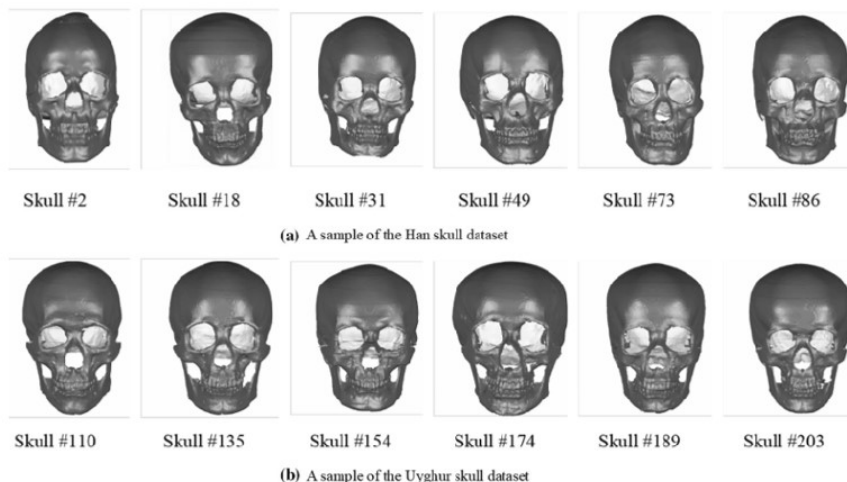 Skull #2 Skull #18 Skull #31 Skull #49 Skull #73 Skull #86
(a) A sample of the Han skull dataset
Skull #110 Skull #135 Skull #154 Skull #174 Skull #189 Skull #203
(b) A sample of the Uyghur skull dataset